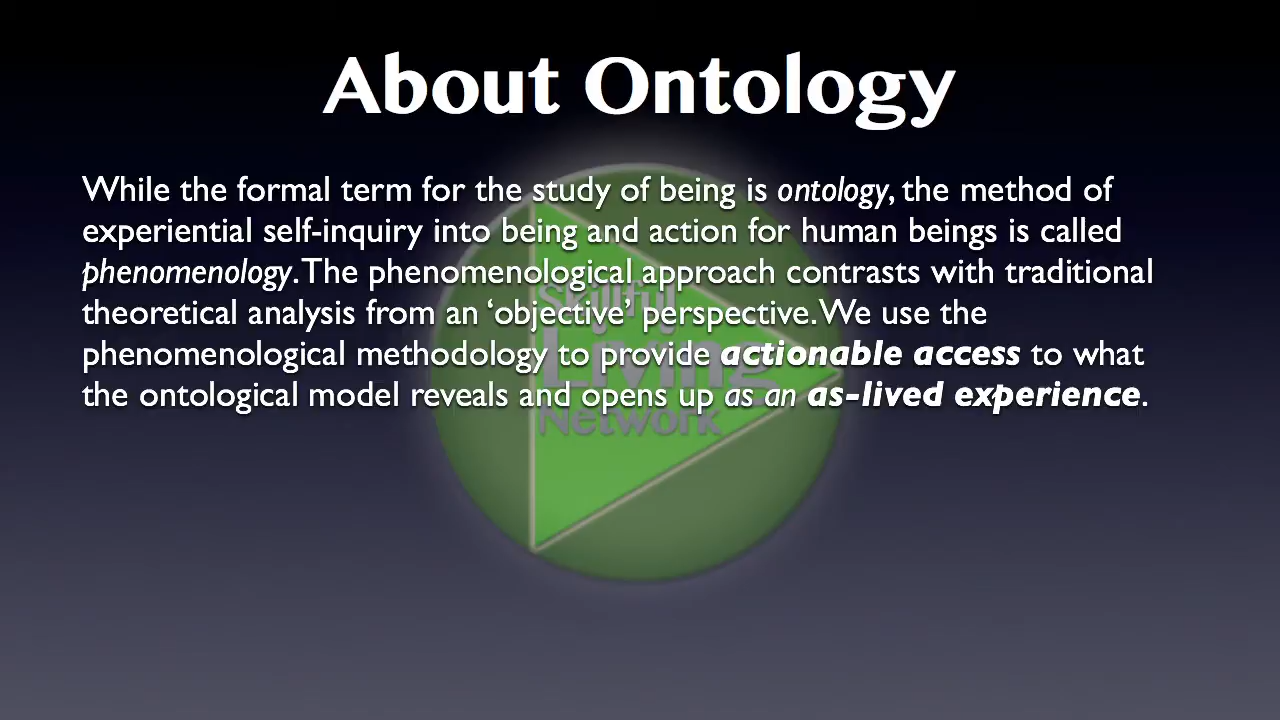 About Ontology
While the formal term for the study of being is ontology, the method of
experiential self-inquiry into being and action for human beings is called
phenomenology. The phenomenological approach contrasts with traditional
theoretical analysis from an ‘objective’ perspective. We use the
phenomenological methodology to provide actionable access to what
the ontological model reveals and opens up as an as-lived experience.
Skillful
Living
Network